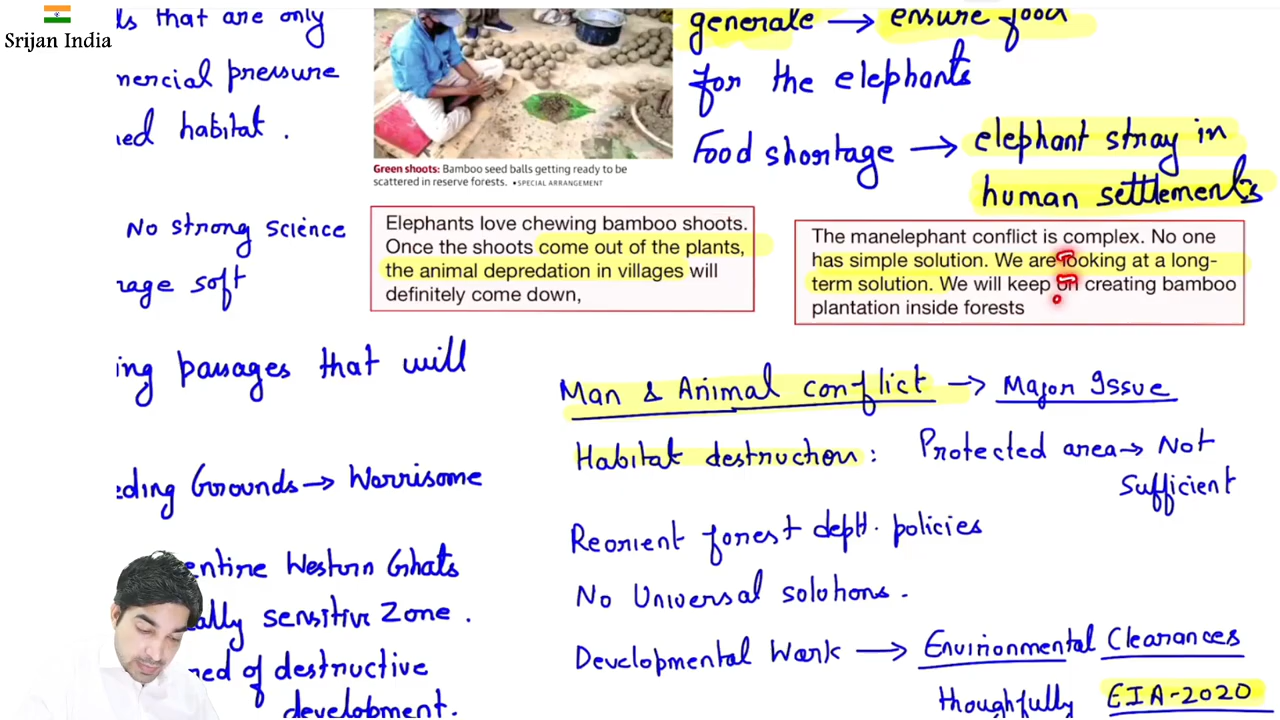 Srijan India
ls that are only
mercial pressure
ied habitat.
No strong science
rage soft
ing passages that will
eding Grounds → Worrisome
entire Western Ghats
ally sensitive Zone.
ned of destructive
development.
Green shoots: Bamboo seed balls getting ready to be
scattered in reserve forests. • SPECIAL ARRANGEMENT
generate → ensure food
for the elephants
Food shortage → elephant stray in
human settlements
Elephants love chewing bamboo shoots.
Once the shoots come out of the plants,
the animal depredation in villages will
definitely come down,
The manelephant conflict is complex. No one
has simple solution. We are looking at a long-
term solution. We will keep on creating bamboo
plantation inside forests
Man & Animal conflict → Major Issue
Habitat destruction: Protected area → Not
Sufficient
Reorient forest deptt. policies
No Universal solutions.
Developmental Work → Environmental Clearances
thoughfully EIA-2020